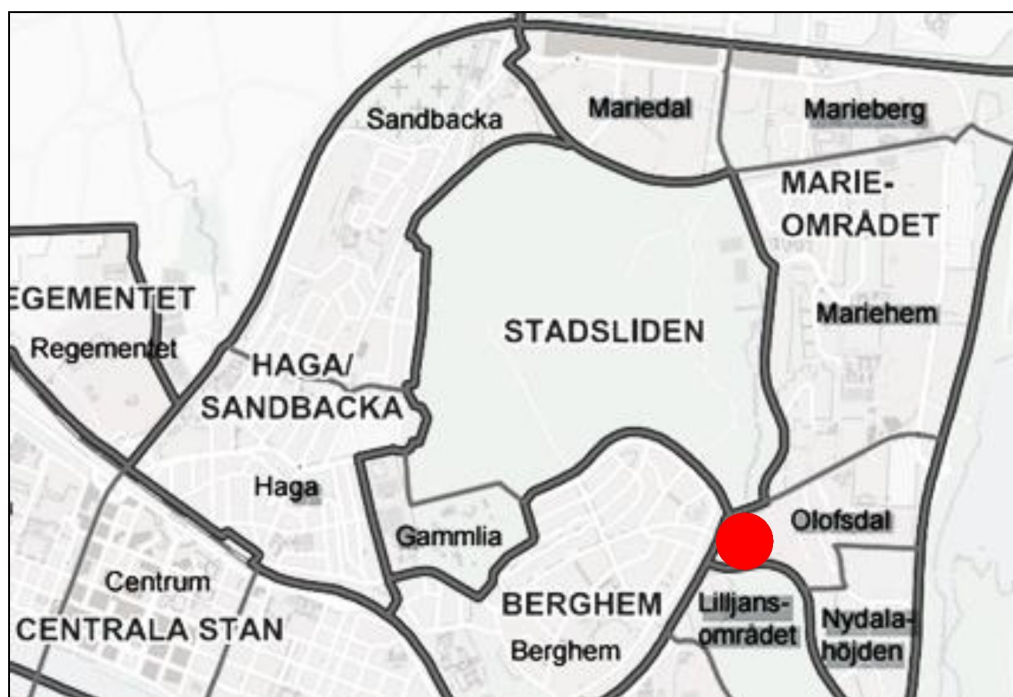 Sandbacka
Mariedal
Marieberg
MARIE-
OMRÅDET
EGEMENTET
Regementet
STADSLIDEN
Mariehem
HAGA/
SANDBACKA
Haga
Gammlia
Olofsdal
Centrum
CENTRALA STAN
BERGHEM
Berghem
Lilljans-
området
Nydala-
höjden